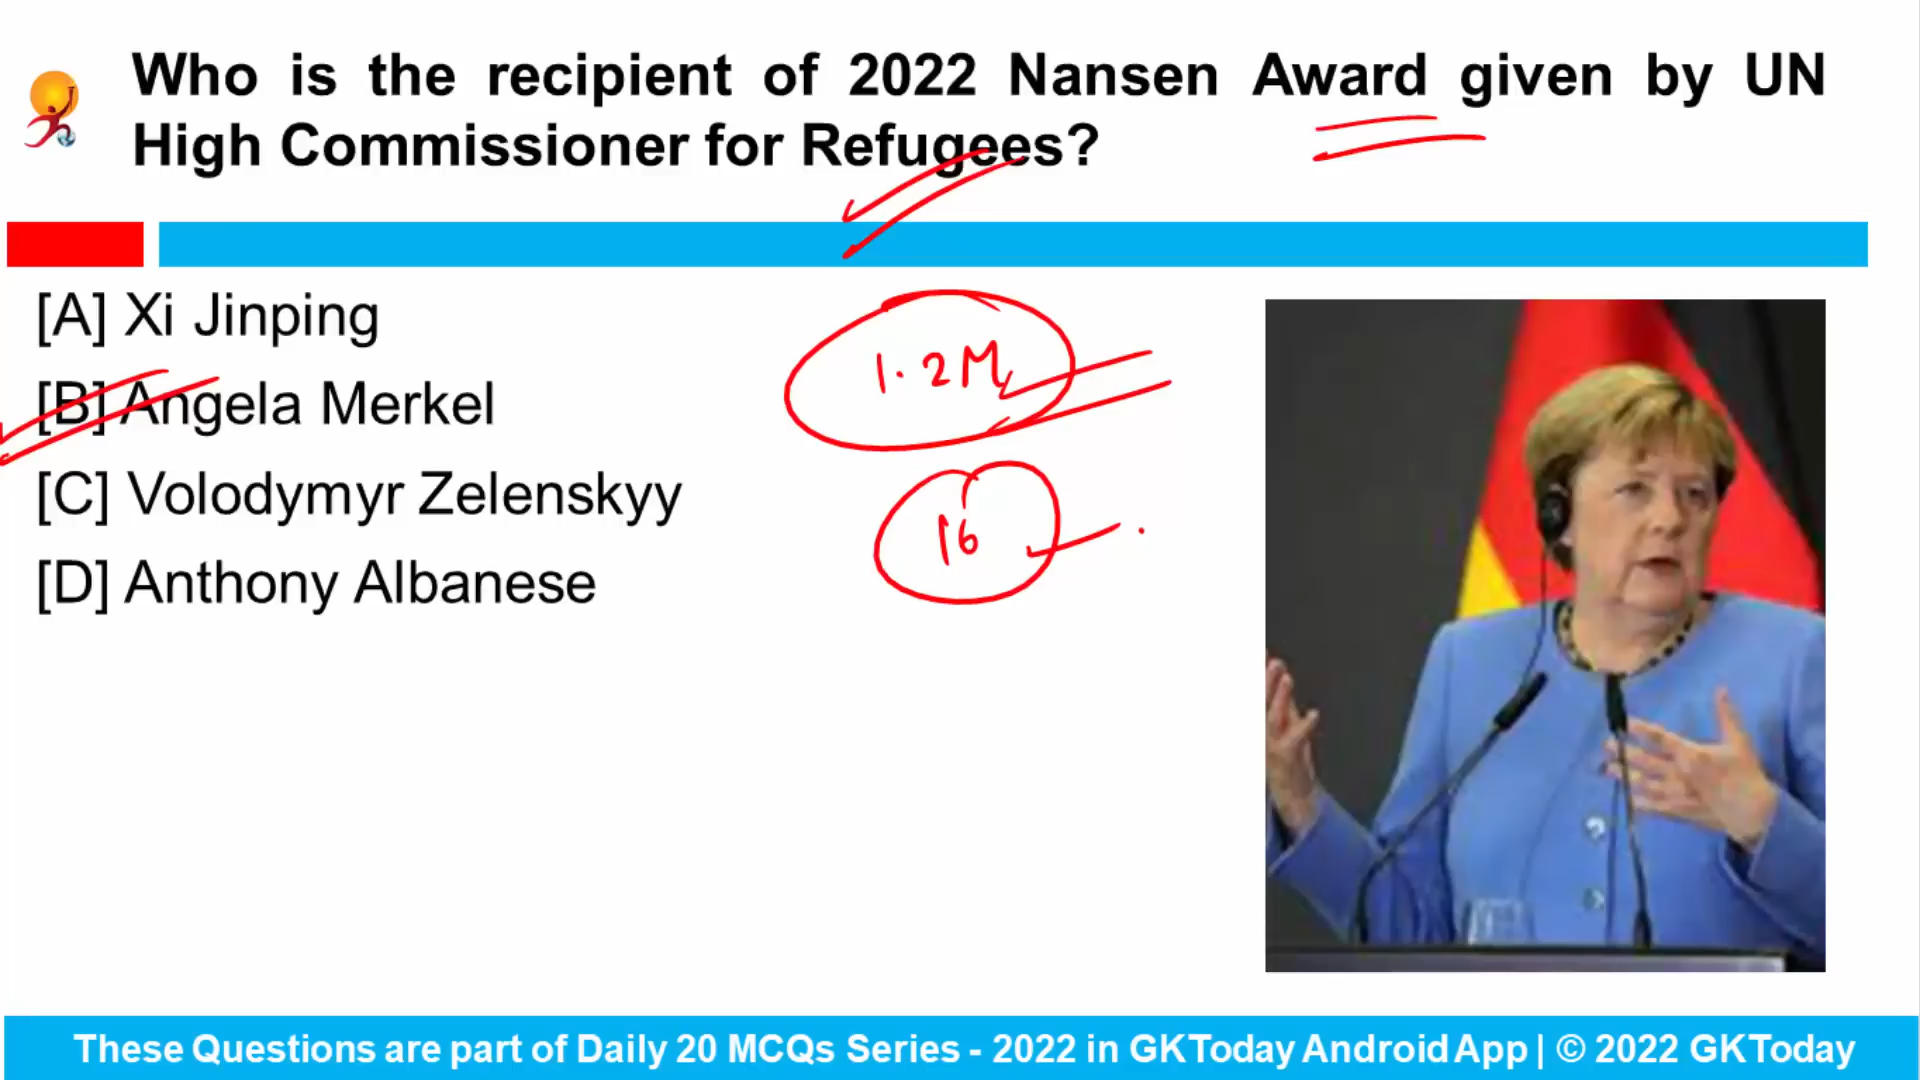 Who is the recipient of 2022 Nansen Award given by UN
High Commissioner for Refugees?
[A] Xi Jinping
[B] Angela Merkel
[C] Volodymyr Zelenskyy
[D] Anthony Albanese
1.2M
16
These Questions are part of Daily 20 MCQs Series - 2022 in GKToday Android App | © 2022 GKToday